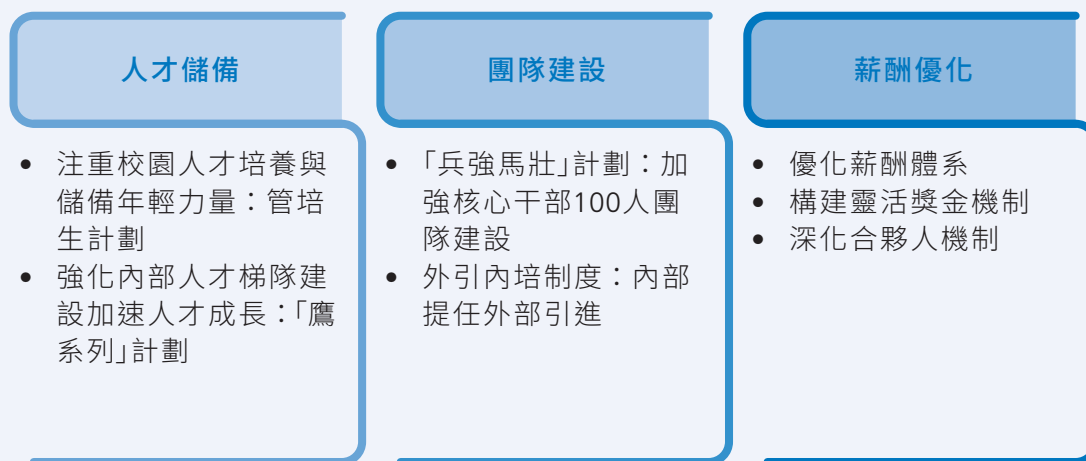 人才儲備
• 注重校園人才培養與
儲備年輕力量：管培
生計劃
• 強化內部人才梯隊建
設加速人才成長：「鷹
系列」計劃
團隊建設
• 「兵強馬壯」計劃：加
強核心干部100人團
隊建設
• 外引內培制度：內部
提任外部引進
薪酬優化
• 優化薪酬體系
• 構建靈活獎金機制
• 深化合夥人機制